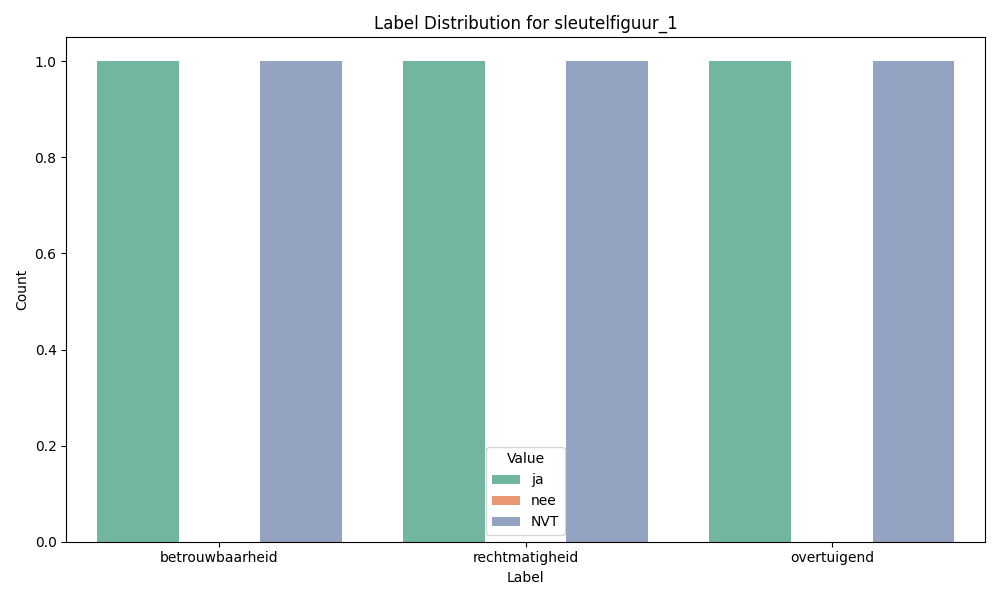 Label Distribution for sleutelfiguur_1
Count
1.0
0.8
0.6
0.4
0.2
0.0
Value
ja
nee
NVT
betrouwbaarheid rechtmatigheid overtuigend
Label